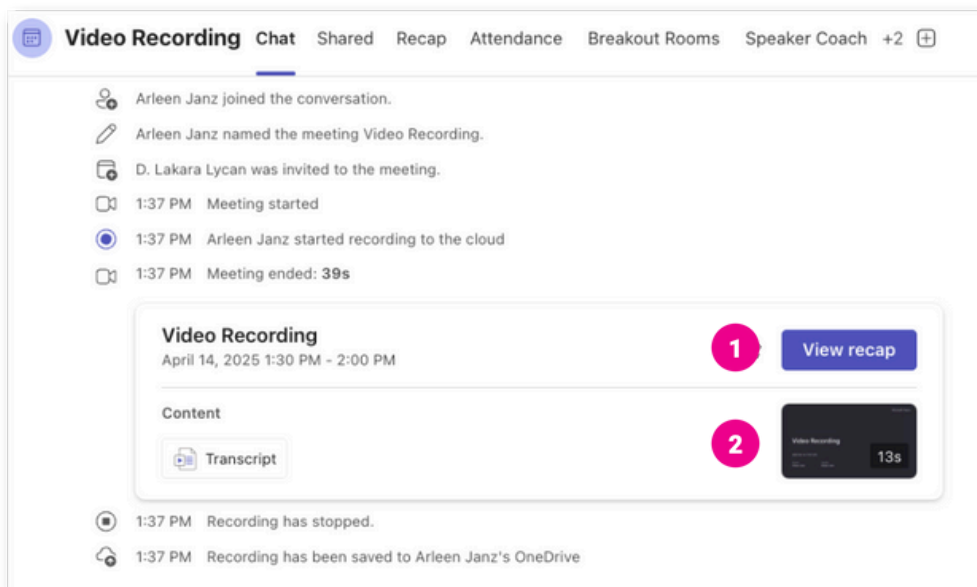 Video Recording Chat Shared Recap Attendance Breakout Rooms Speaker Coach +2
Arleen Janz joined the conversation.
Arleen Janz named the meeting Video Recording.
D. Lakara Lycan was invited to the meeting.
1:37 PM Meeting started
1:37 PM Arleen Janz started recording to the cloud
1:37 PM Meeting ended: 39s
Video Recording
April 14, 2025 1:30 PM - 2:00 PM
1
View recap
Content
Transcript
2
Video Recording
13s
1:37 PM Recording has stopped.
1:37 PM Recording has been saved to Arleen Janz's OneDrive